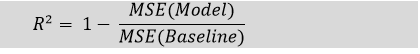 R² = 1 − MSE(Model) / MSE(Baseline)